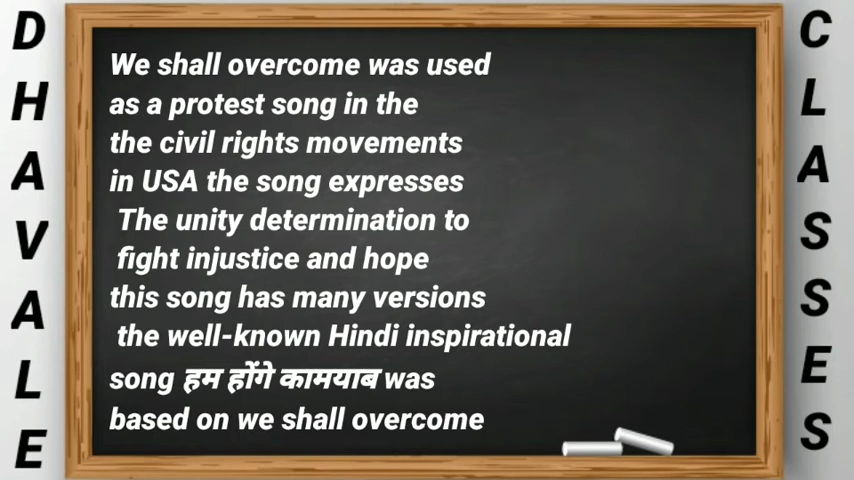 DHAVALE
We shall overcome was used
as a protest song in the
the civil rights movements
in USA the song expresses
The unity determination to
fight injustice and hope
this song has many versions
the well-known Hindi inspirational
song हम होंगे कामयाब was
based on we shall overcome
CLASSES